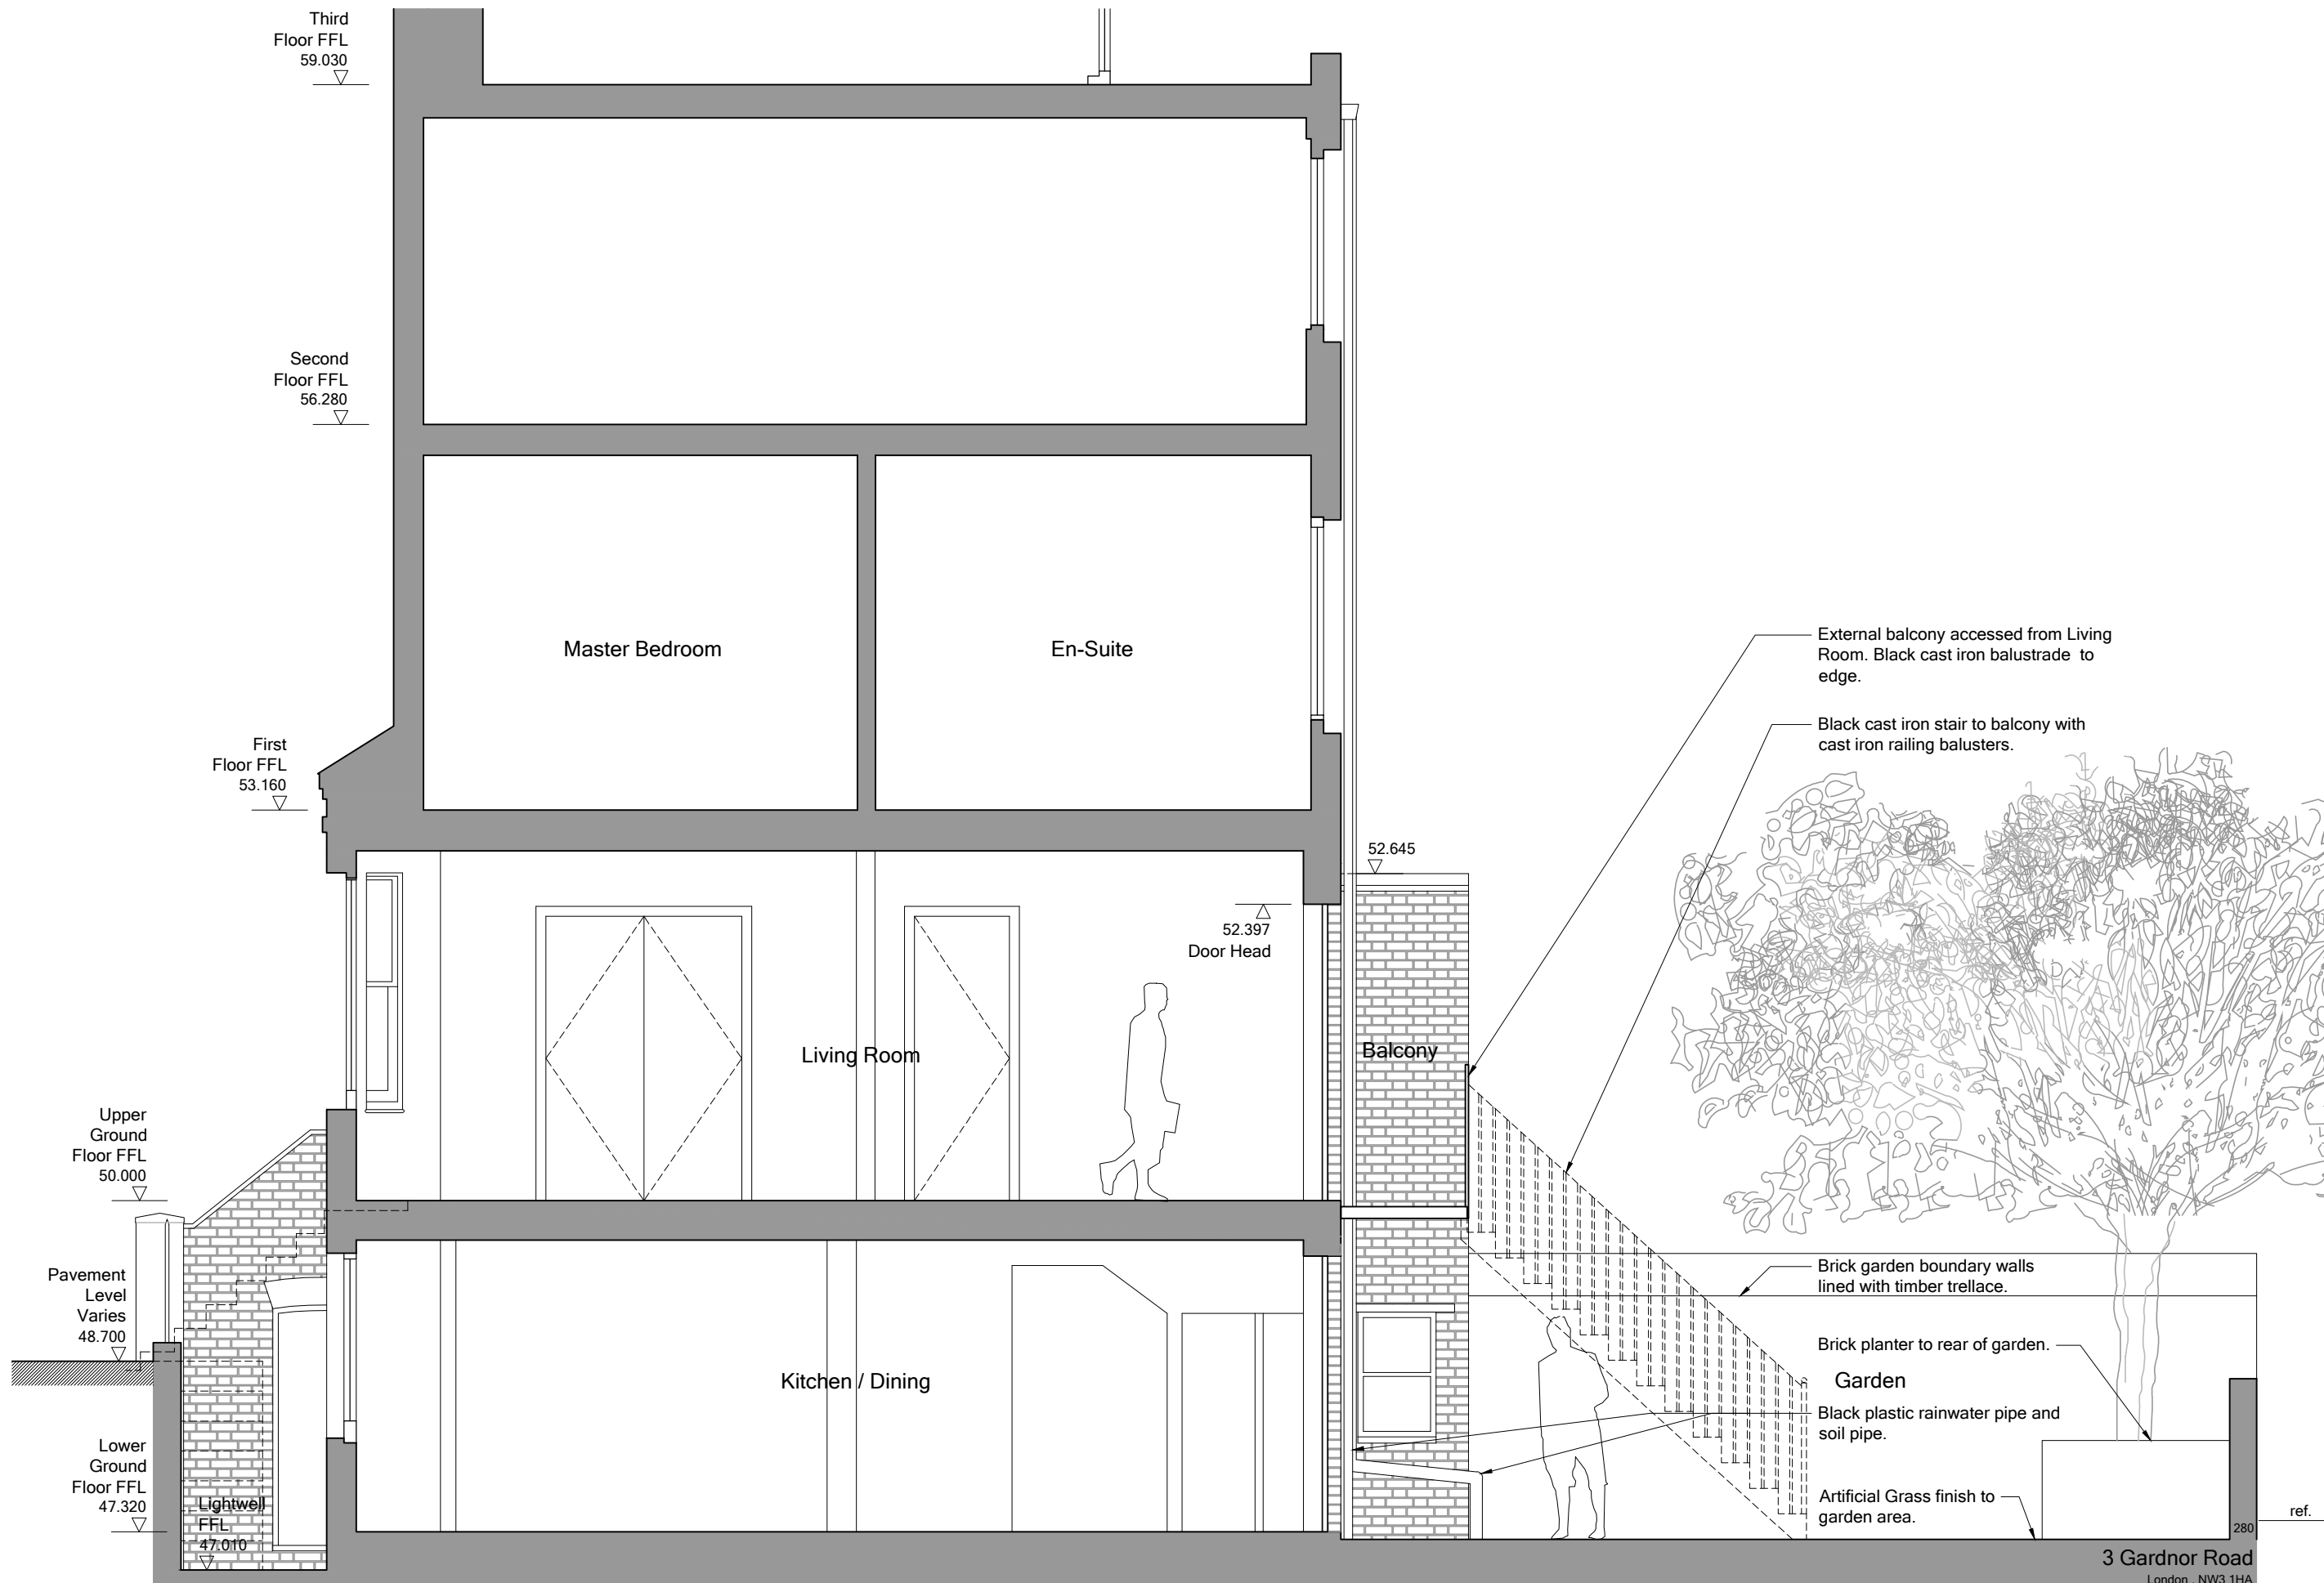 Third
Floor FFL
59.030
Second
Floor FFL
56.280
Master Bedroom
En-Suite
External balcony accessed from Living
Room. Black cast iron balustrade to
edge.
Black cast iron stair to balcony with
cast iron railing balusters.
First
Floor FFL
53.160
52.645
52.397
Door Head
Living Room
Balcony
Upper
Ground
Floor FFL
50.000
Pavement
Level
Varies
48.700
Brick garden boundary walls
lined with timber trellace.
Brick planter to rear of garden.
Kitchen / Dining
Garden
Black plastic rainwater pipe and
soil pipe.
Lower
Ground
Floor FFL
47.320
Lightwell
FFL
47.010
Artificial Grass finish to
garden area.
280
ref.
3 Gardnor Road
London . NW3 1HA